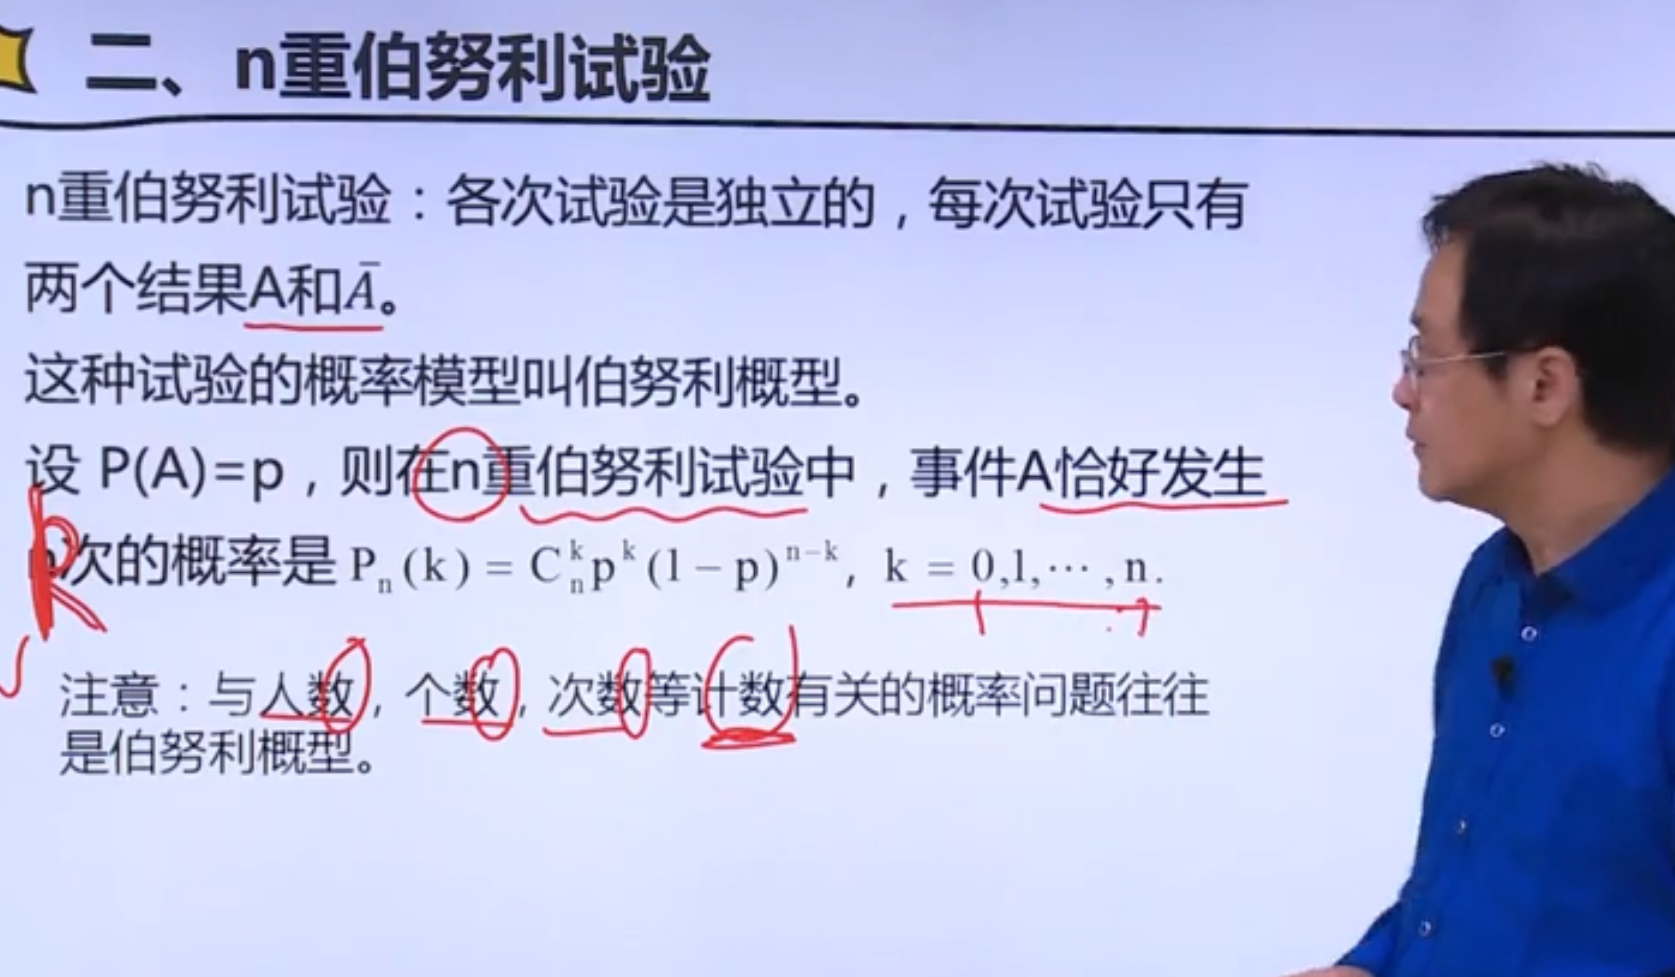 二、n重伯努利试验
n重伯努利试验：各次试验是独立的，每次试验只有
两个结果A和Ā。
这种试验的概率模型叫伯努利概型。
设 P(A)=p，则在n重伯努利试验中，事件A恰好发生
k次的概率是 Pₙ(k) = Cₙᵏpᵏ(1－p)ⁿ⁻ᵏ, k = 0,1,⋯,n.
注意：与人数，个数，次数等计数有关的概率问题往往
是伯努利概型。